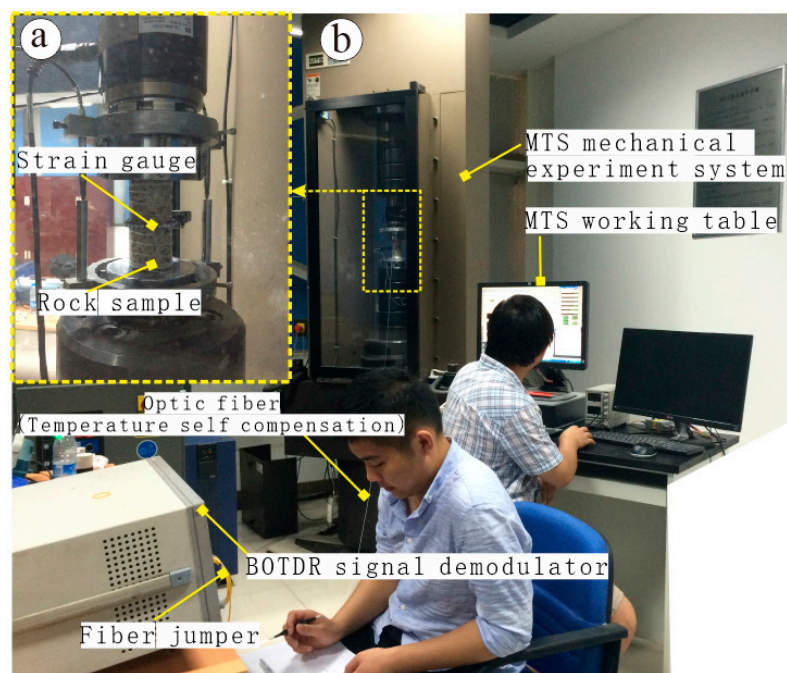 a
b
Strain gauge
Rock sample
MTS mechanical
experiment system
MTS working table
Optic fiber
(Temperature self compensation)
BOTDR signal demodulator
Fiber jumper